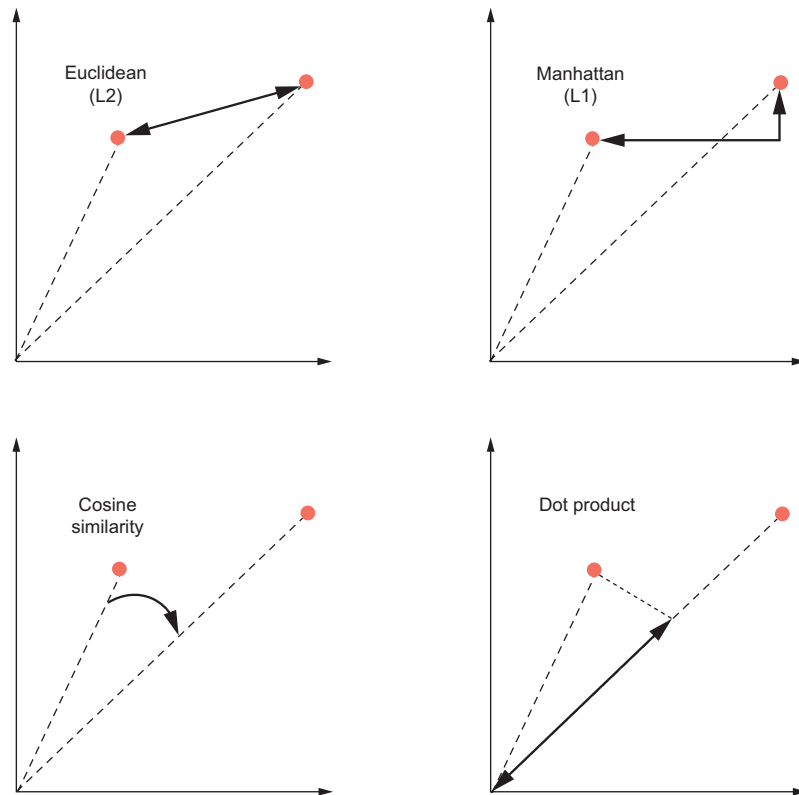 Euclidean
(L2)
Manhattan
(L1)
Cosine
similarity
Dot product